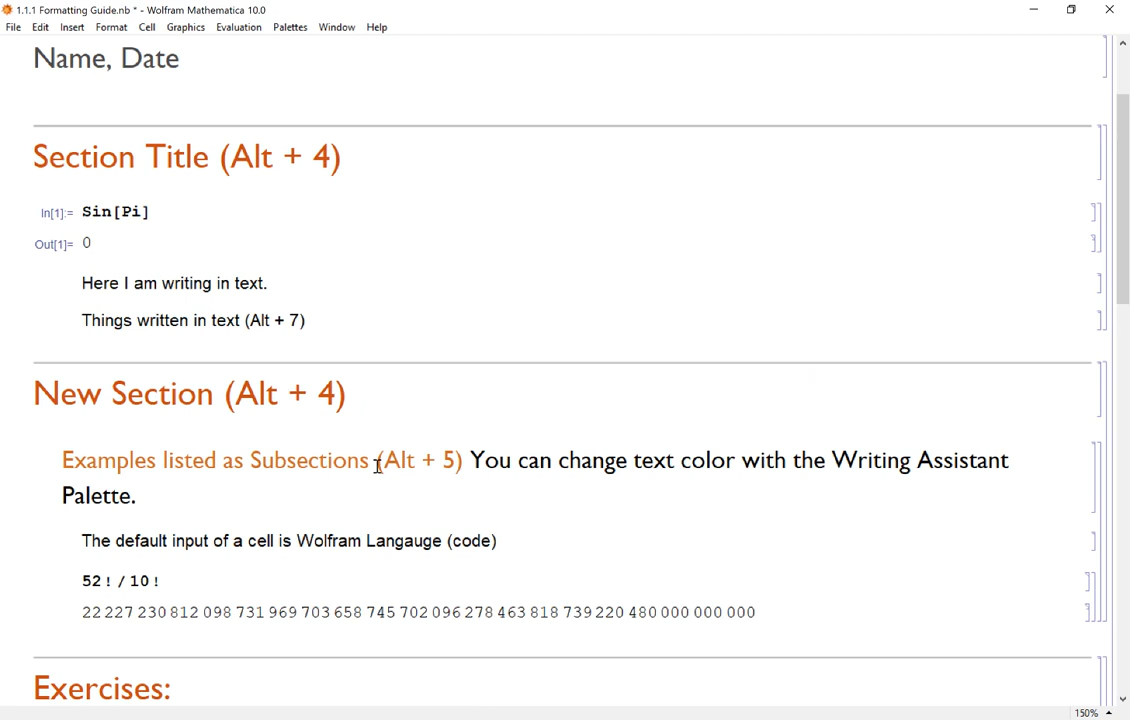 1.1.1 Formatting Guide.nb * - Wolfram Mathematica 10.0
File Edit Insert Format Cell Graphics Evaluation Palettes Window Help
Name, Date
Section Title (Alt + 4)
In[1]:= Sin[Pi]
Out[1]= 0
Here I am writing in text.
Things written in text (Alt + 7)
New Section (Alt + 4)
Examples listed as Subsections (Alt + 5) You can change text color with the Writing Assistant
Palette.
The default input of a cell is Wolfram Langauge (code)
52! / 10!
22 227 230 812 098 731 969 703 658 745 702 096 278 463 818 739 220 480 000 000 000
Exercises:
150%